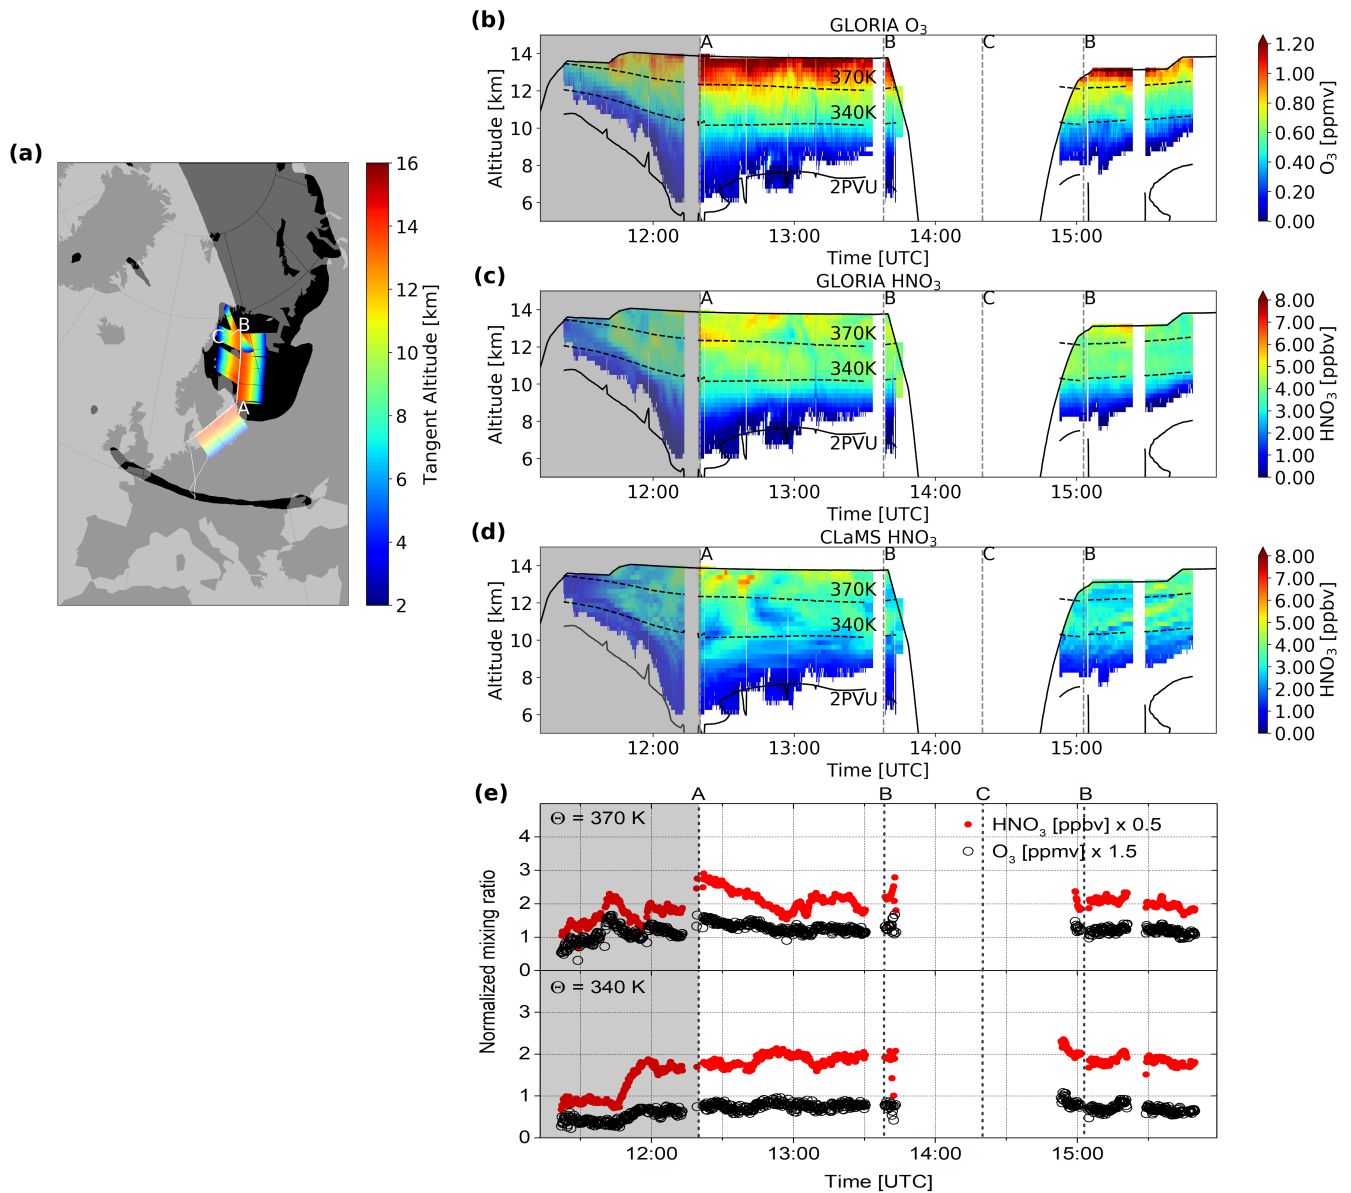 (a)
16
14
12
10
8
6
4
2
Tangent Altitude [km]
C
B
A
(b)
GLORIA O3
A
B
C
B
14
12
10
8
6
Altitude [km]
370K
340K
2PVU
12:00
13:00
14:00
15:00
Time [UTC]
1.20
1.00
0.80
0.60
0.40
0.20
0.00
O3 [ppmv]
(c)
GLORIA HNO3
A
B
C
B
14
12
10
8
6
Altitude [km]
370K
340K
2PVU
12:00
13:00
14:00
15:00
Time [UTC]
8.00
7.00
6.00
5.00
4.00
3.00
2.00
1.00
0.00
HNO3 [ppbv]
(d)
CLaMS HNO3
A
B
C
B
14
12
10
8
6
Altitude [km]
370K
340K
2PVU
12:00
13:00
14:00
15:00
Time [UTC]
8.00
7.00
6.00
5.00
4.00
3.00
2.00
1.00
0.00
HNO3 [ppbv]
(e)
A
B
C
B
Θ = 370 K
HNO3 [ppbv] x 0.5
O3 [ppmv] x 1.5
4
3
2
1
0
Θ = 340 K
3
2
1
0
Normalized mixing ratio
12:00
13:00
14:00
15:00
Time [UTC]